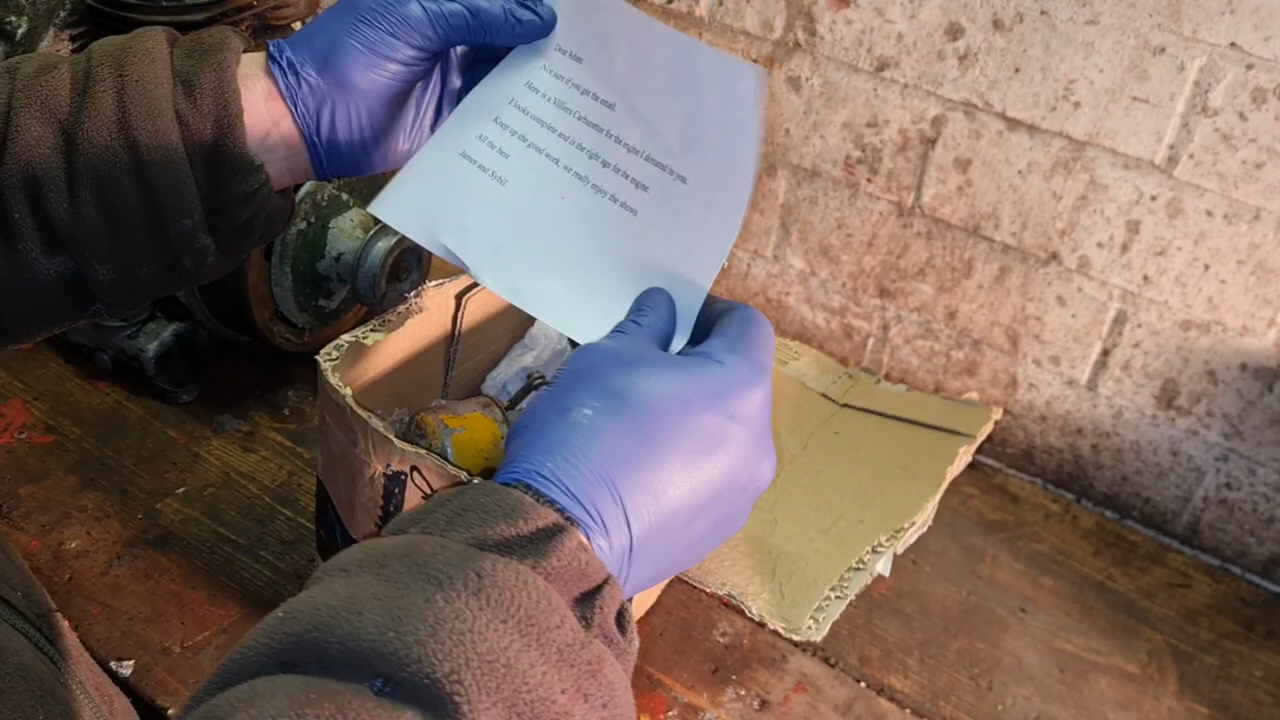 Dear Adam
Not sure if you got the email.
Here is a Villiers Carburettor for the engine I donated to you.
I looks complete and is the right age for the engine.
Keep up the good work, we really enjoy the shows
All the best
James and Sybil.